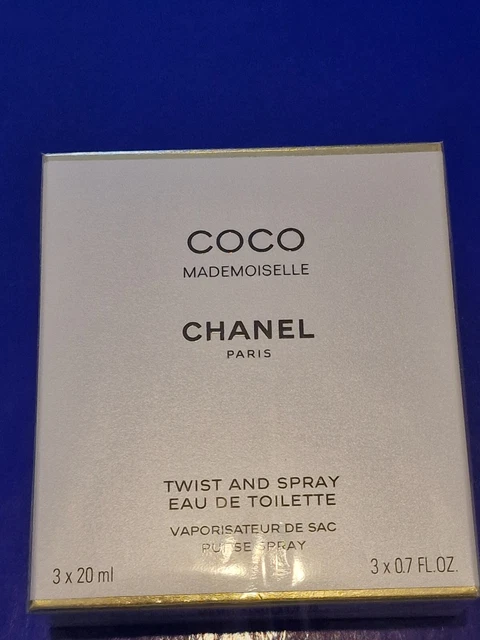 COCO
MADEMOISELLE
CHANEL
PARIS
TWIST AND SPRAY
EAU DE TOILETTE
VAPORISATEUR DE SAC
PURSE SPRAY
3 x 20 ml
3 x 0.7 FL.OZ.